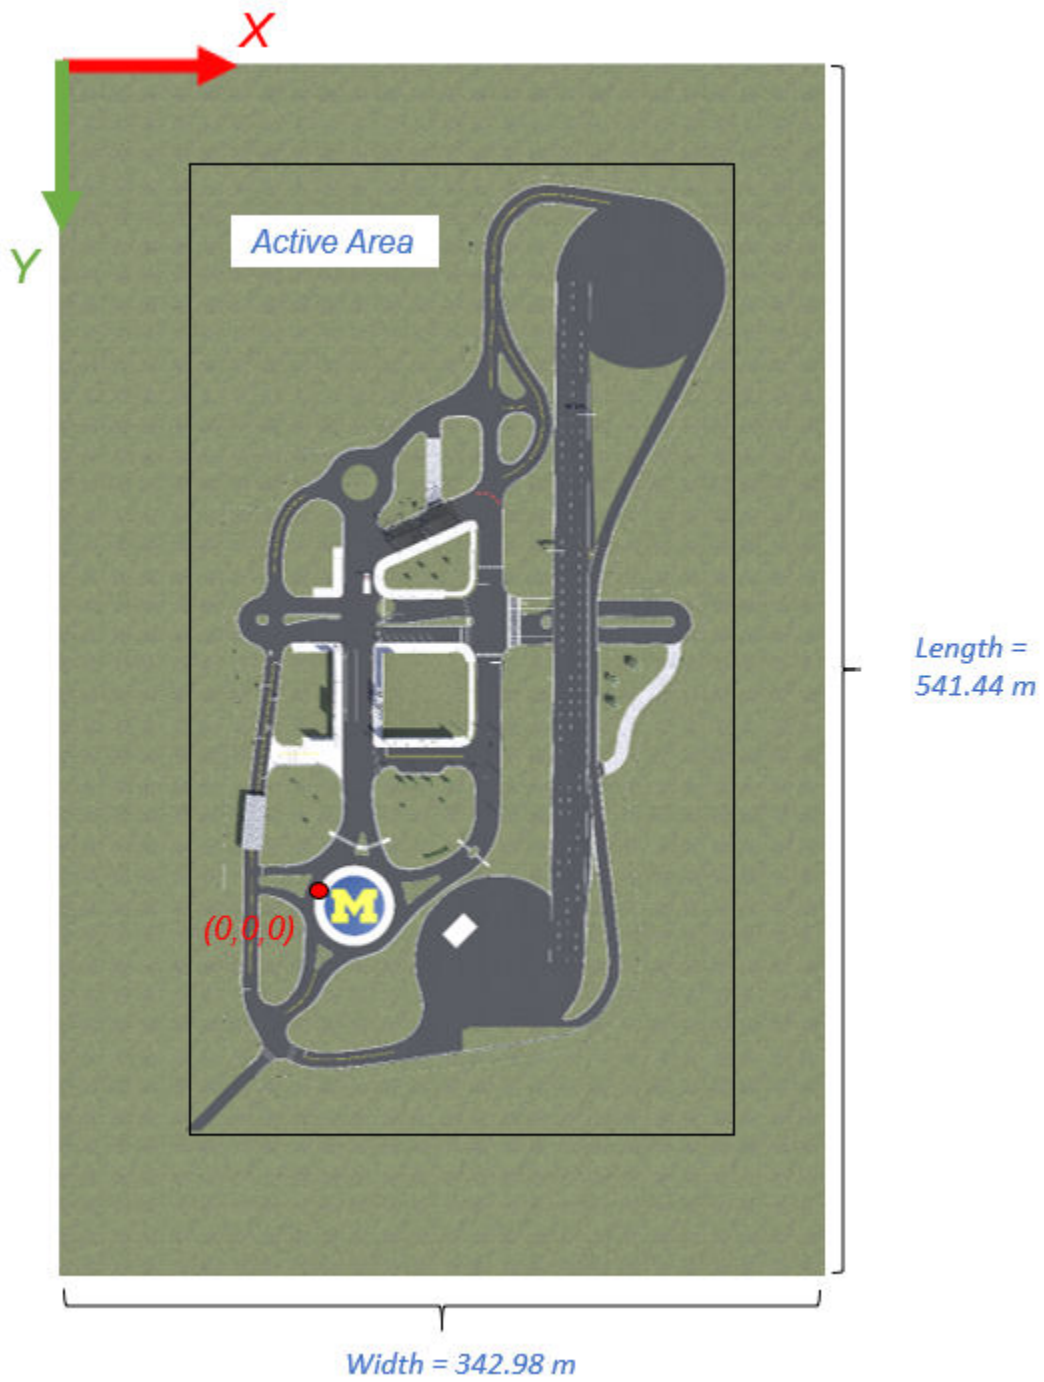 X
Y
Active Area
Length =
541.44 m
M
(0,0,0)
Width = 342.98 m